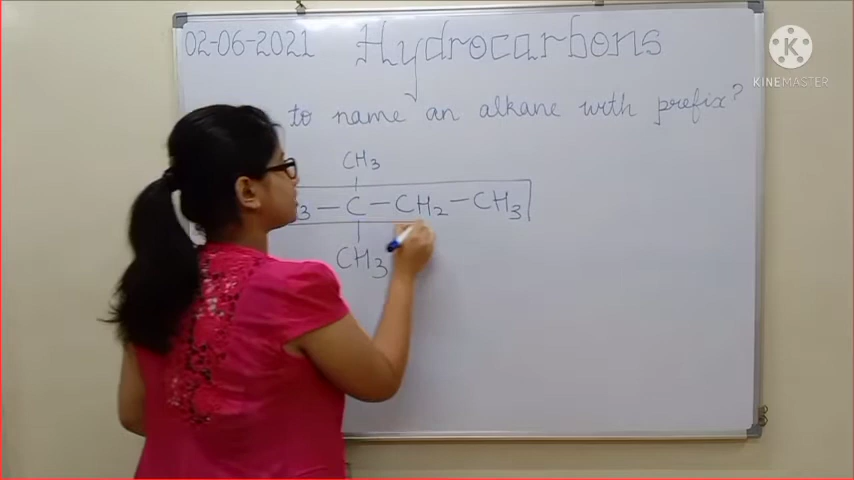 02-06-2021 Hydrocarbons
to name an alkane with prefix?
CH3
3 - C - CH2 - CH3
CH3
K
KINEMASTER